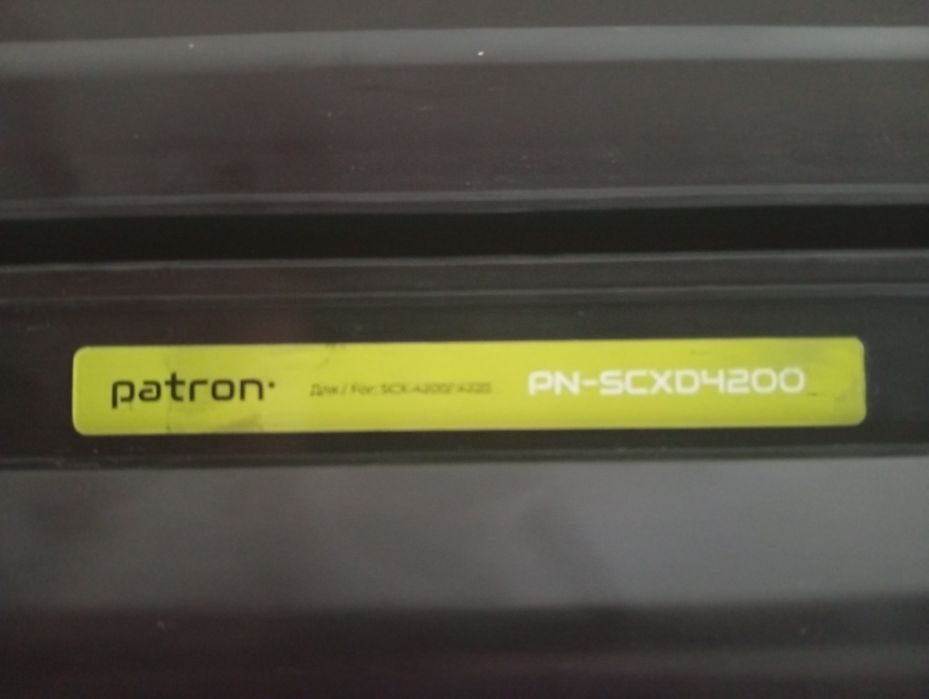 patron· Для / For: SCX-4200/4220 PN-SCXD4200